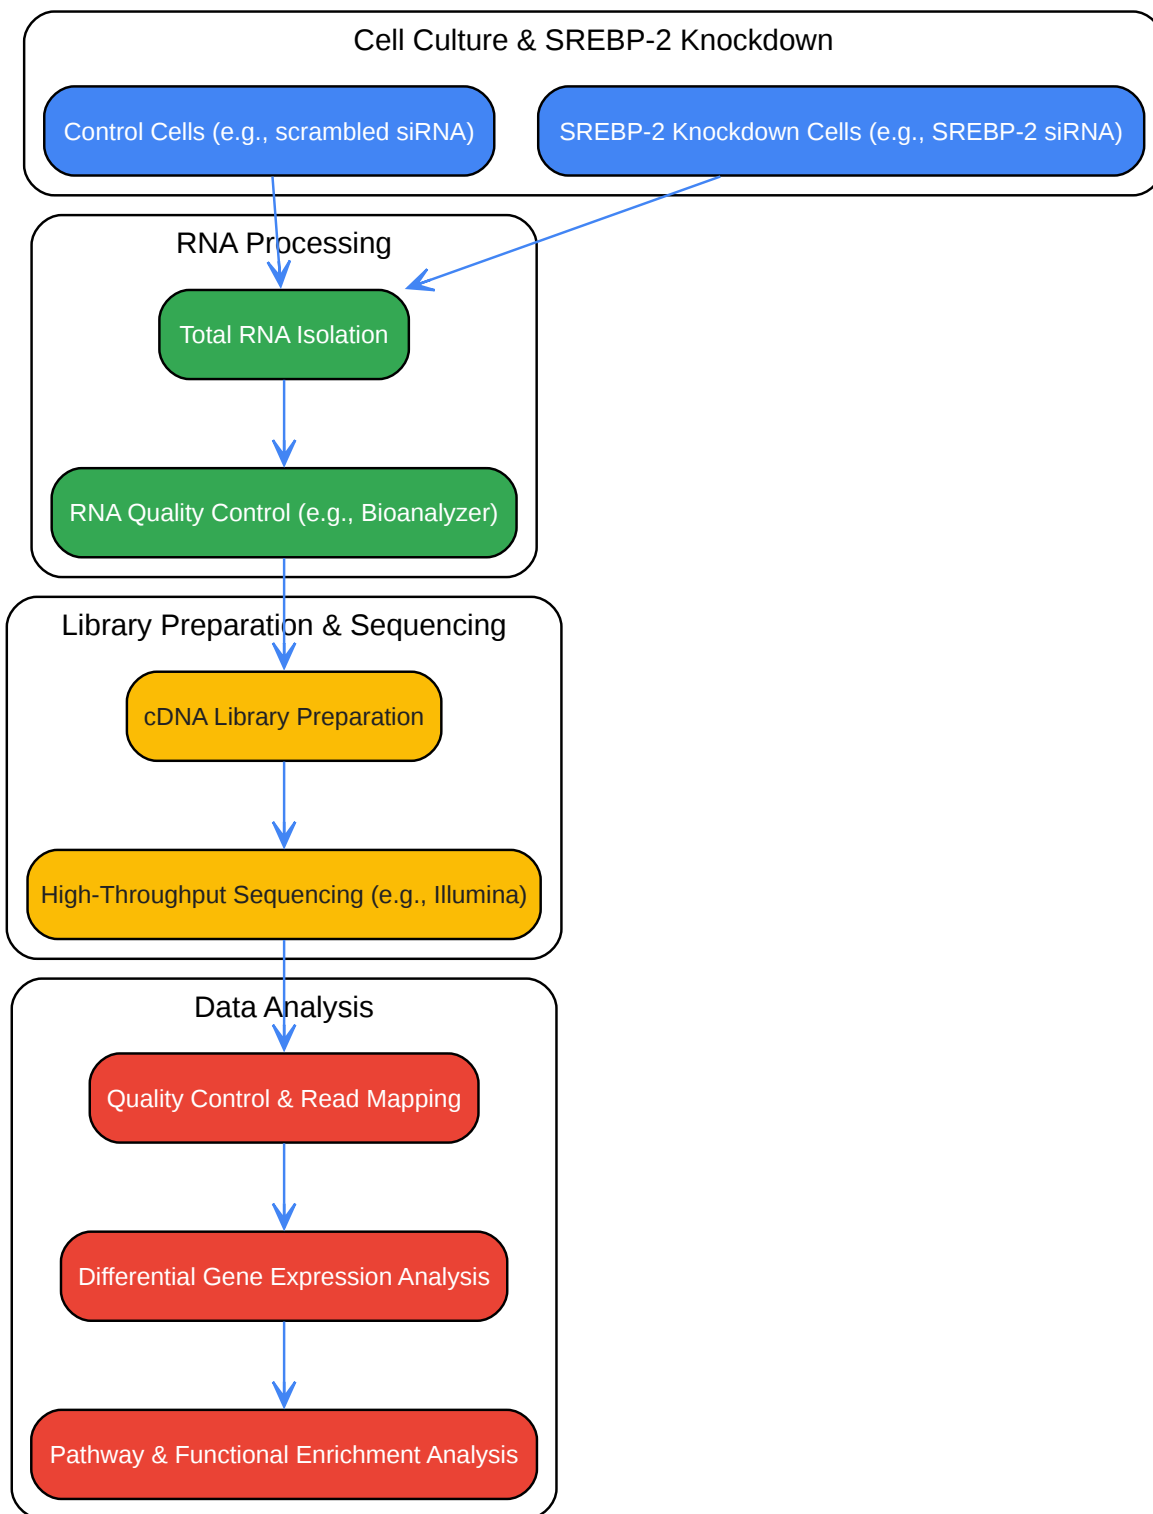 Cell Culture & SREBP-2 Knockdown
Control Cells (e.g., scrambled siRNA)
SREBP-2 Knockdown Cells (e.g., SREBP-2 siRNA)
RNA Processing
Total RNA Isolation
RNA Quality Control (e.g., Bioanalyzer)
Library Preparation & Sequencing
cDNA Library Preparation
High-Throughput Sequencing (e.g., Illumina)
Data Analysis
Quality Control & Read Mapping
Differential Gene Expression Analysis
Pathway & Functional Enrichment Analysis